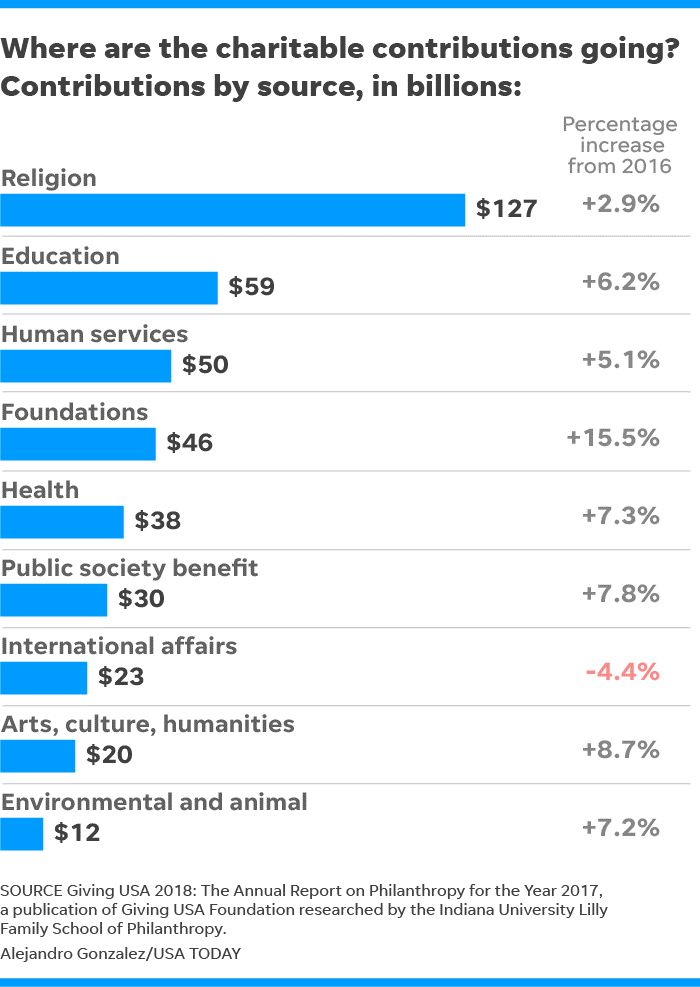 Where are the charitable contributions going?
Contributions by source, in billions:
Percentage
increase
from 2016
Religion
$127
+2.9%
Education
$59
+6.2%
Human services
$50
+5.1%
Foundations
$46
+15.5%
Health
$38
+7.3%
Public society benefit
$30
+7.8%
International affairs
$23
-4.4%
Arts, culture, humanities
$20
+8.7%
Environmental and animal
$12
+7.2%
SOURCE Giving USA 2018: The Annual Report on Philanthropy for the Year 2017,
a publication of Giving USA Foundation researched by the Indiana University Lilly
Family School of Philanthropy.
Alejandro Gonzalez/USA TODAY